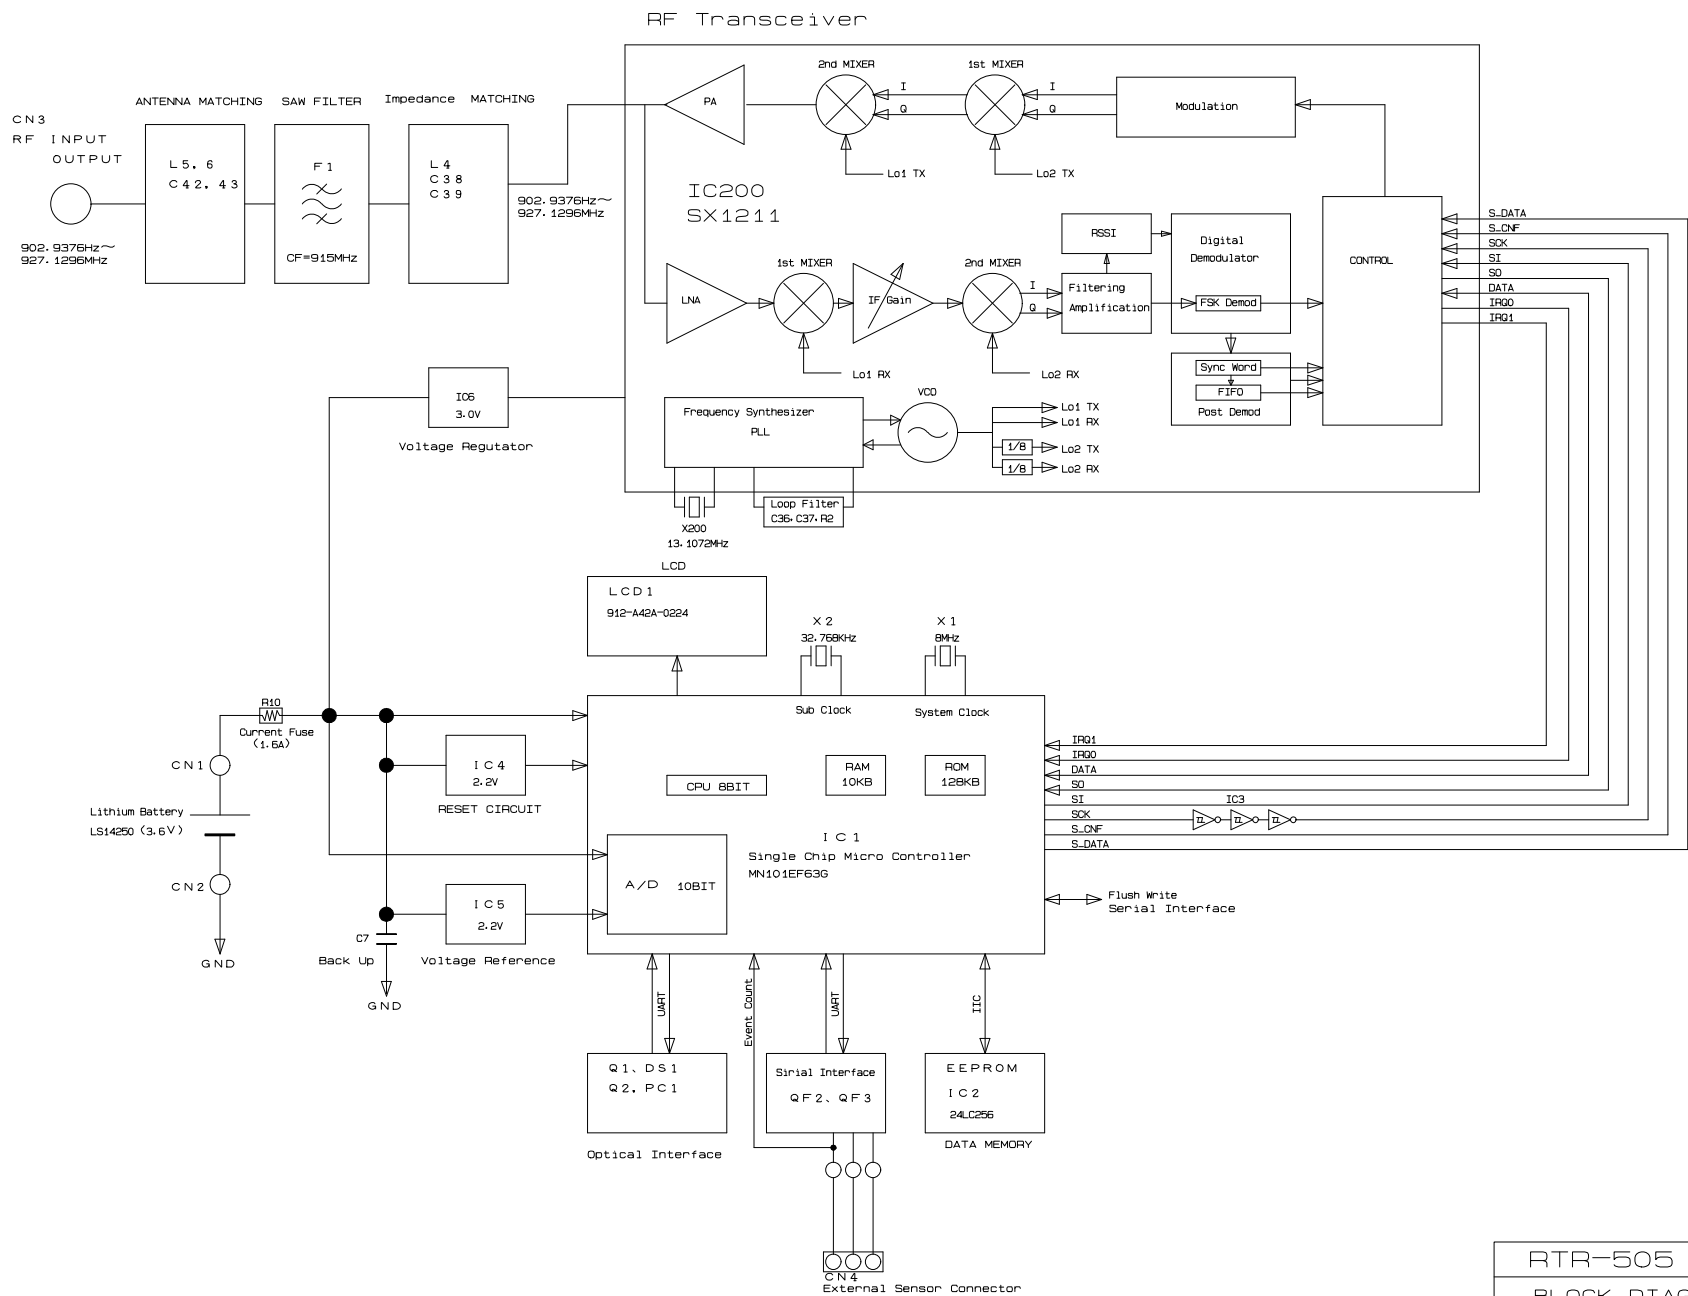 RF Transceiver
ANTENNA MATCHING
SAW FILTER
Impedance MATCHING
CN3
RF INPUT
OUTPUT
L5, 6
C42, 43
F1
CF=915MHz
L4
C38
C39
902.9376Hz~
927.1296MHz
902.9376Hz~
927.1296MHz
PA
2nd MIXER
1st MIXER
I
Q
I
Q
Modulation
Lo1 TX
Lo2 TX
IC200
SX1211
LNA
1st MIXER
IF Gain
2nd MIXER
I
Q
Lo1 RX
Lo2 RX
RSSI
Filtering
Amplification
Digital
Demodulator
FSK Demod
Sync Word
FIFO
Post Demod
CONTROL
S_DATA
S_CNF
SCK
SI
SO
DATA
IRQ0
IRQ1
IC6
3.0V
Voltage Regutator
Frequency Synthesizer
PLL
VCO
Lo1 TX
Lo1 RX
1/8
Lo2 TX
1/8
Lo2 RX
X200
13.1072MHz
Loop Filter
C36, C37, R2
LCD
LCD1
912-A42A-0224
X2
32.768KHz
X1
8MHz
Sub Clock
System Clock
R10
Current Fuse
(1.6A)
CN1
Lithium Battery
LS14250 (3.6V)
CN2
GND
IC4
2.2V
RESET CIRCUIT
CPU 8BIT
RAM
10KB
ROM
128KB
IC1
Single Chip Micro Controller
MN101EF63G
A/D 10BIT
IC5
2.2V
Voltage Reference
C7
Back Up
GND
IRQ1
IRQ0
DATA
SO
SI
SCK
S_CNF
S_DATA
IC3
Flush Write
Serial Interface
UART
Event Count
UART
IIC
Q1、DS1
Q2, PC1
Optical Interface
Sirial Interface
QF2、QF3
EEPROM
IC2
24LC256
DATA MEMORY
CN4
External Sensor Connector
RTR-505
BLOCK DIAG